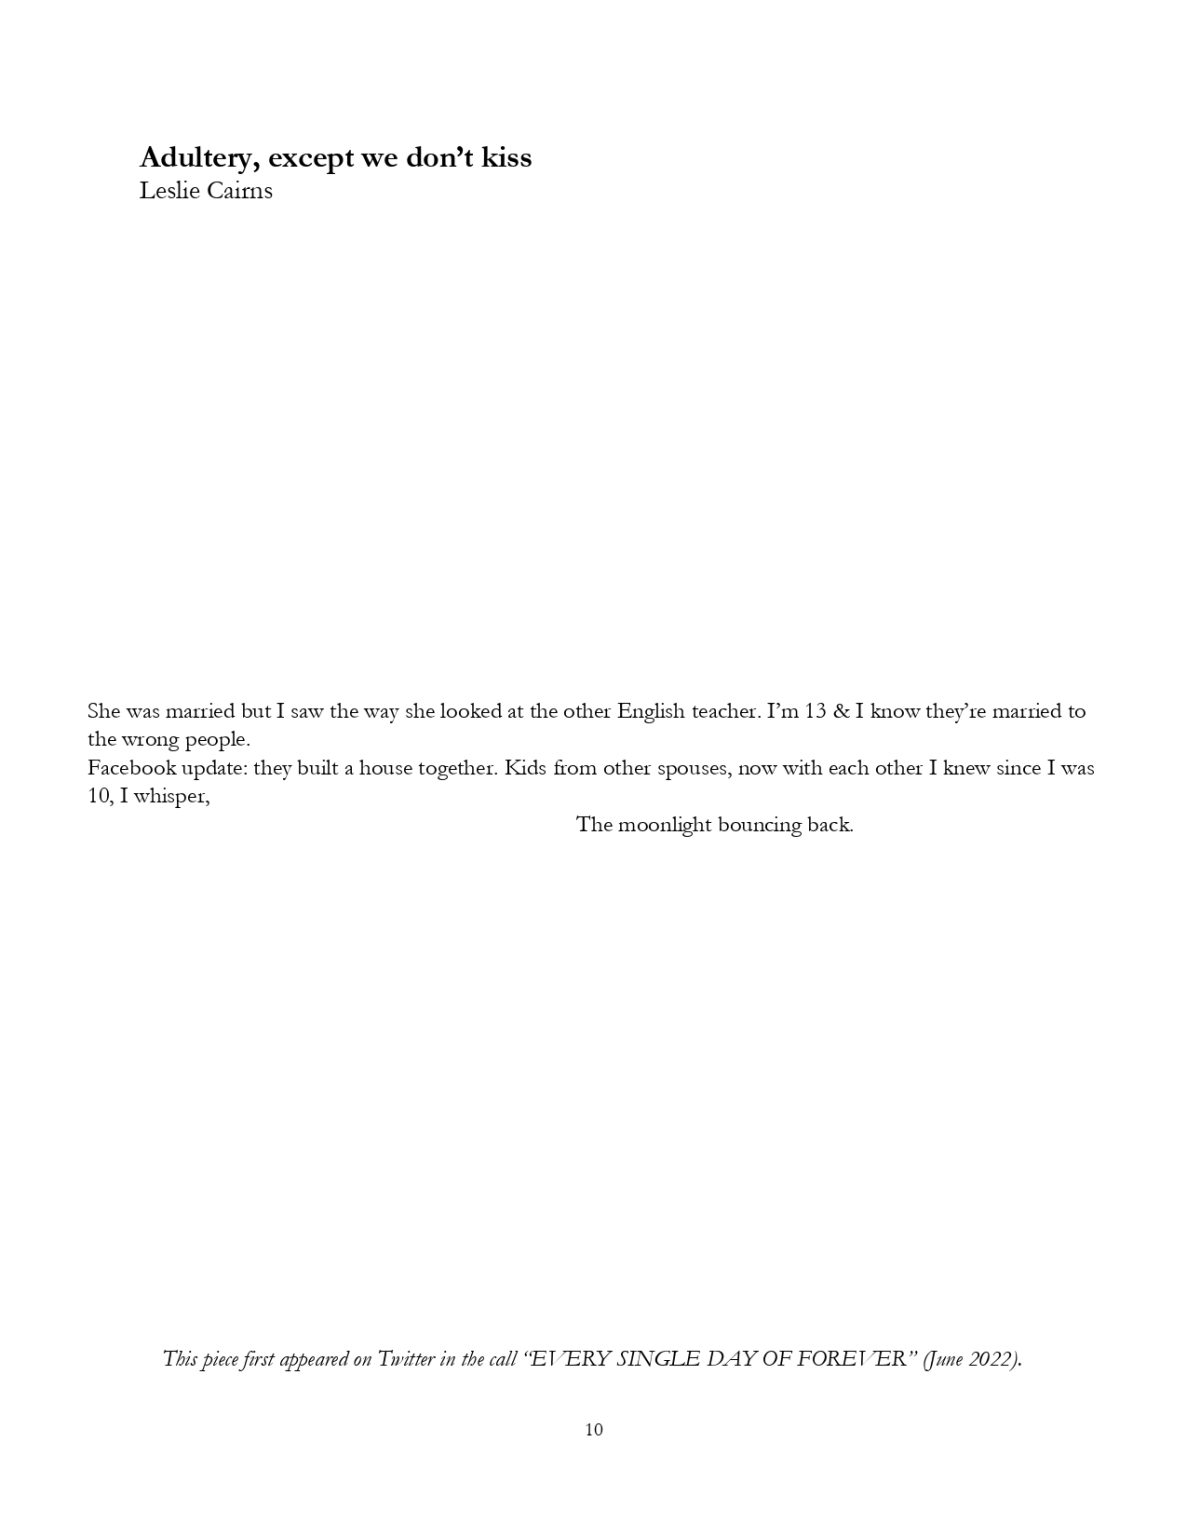 Adultery, except we don’t kiss
Leslie Cairns
She was married but I saw the way she looked at the other English teacher. I’m 13 & I know they’re married to
the wrong people.
Facebook update: they built a house together. Kids from other spouses, now with each other I knew since I was
10, I whisper,
The moonlight bouncing back.
This piece first appeared on Twitter in the call “EVERY SINGLE DAY OF FOREVER” (June 2022).
10